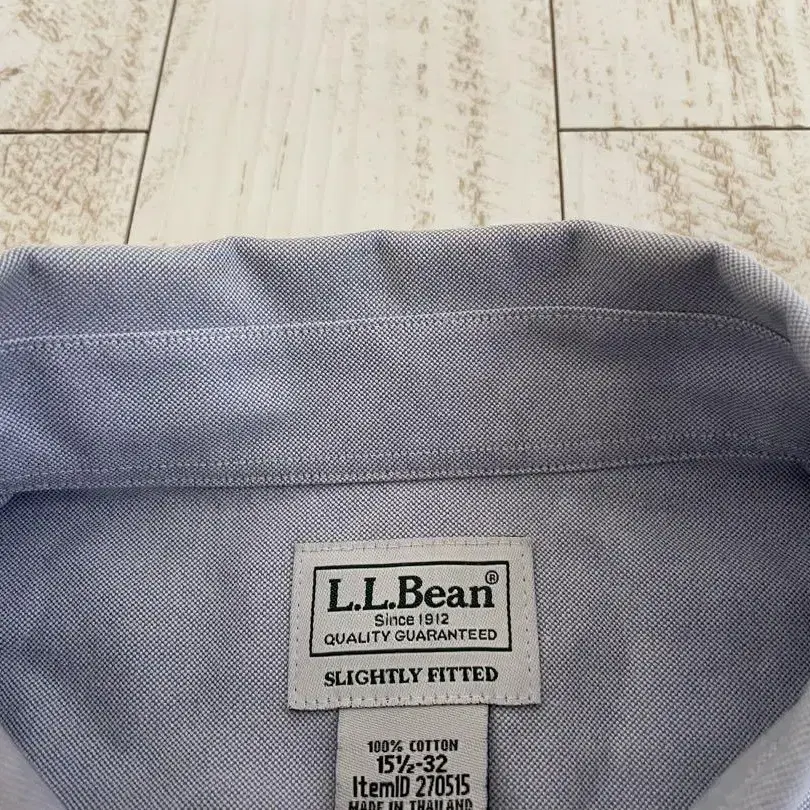 L.L.Bean®
Since 1912
QUALITY GUARANTEED
SLIGHTLY FITTED
100% COTTON
15½-32
ItemID 270515
MADE IN THAILAND